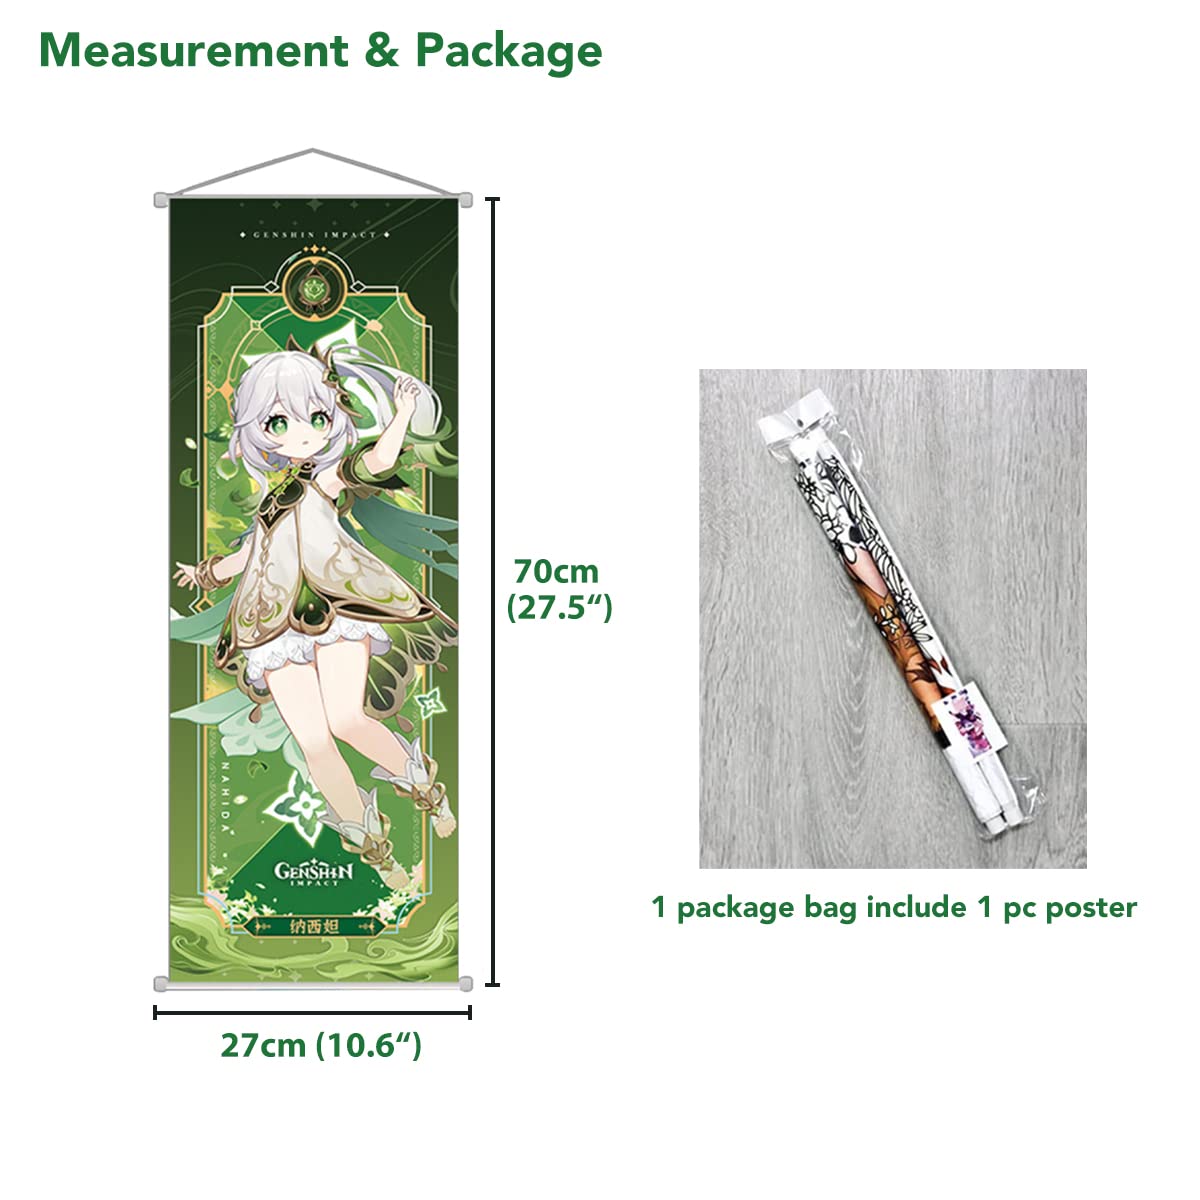 Measurement & Package
GENSHIN IMPACT
70cm
(27.5“)
NAHIDA
GENSHIN
IMPACT
纳西妲
27cm (10.6“)
1 package bag include 1 pc poster